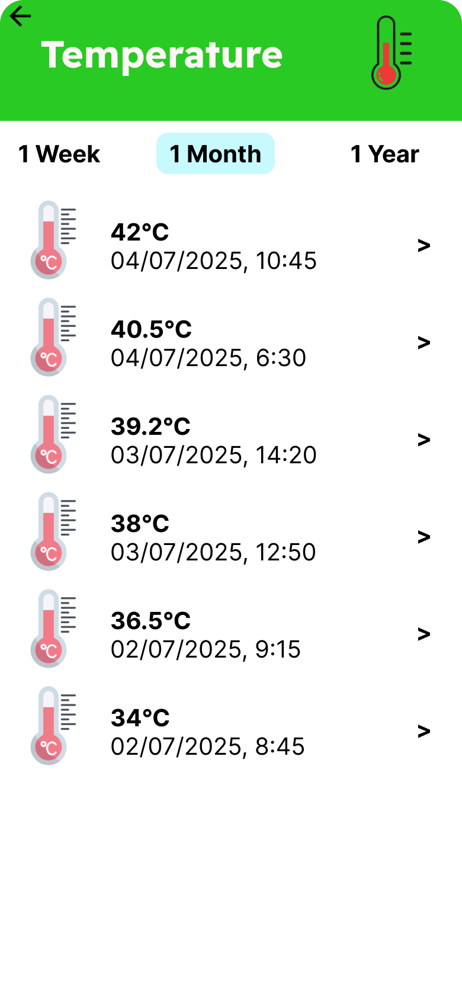 Temperature
1 Week
1 Month
1 Year
42°C
04/07/2025, 10:45
>
°C
40.5°C
04/07/2025, 6:30
>
°C
39.2°C
03/07/2025, 14:20
>
°C
38°C
03/07/2025, 12:50
>
°C
36.5°C
02/07/2025, 9:15
>
°C
34°C
02/07/2025, 8:45
>
°C